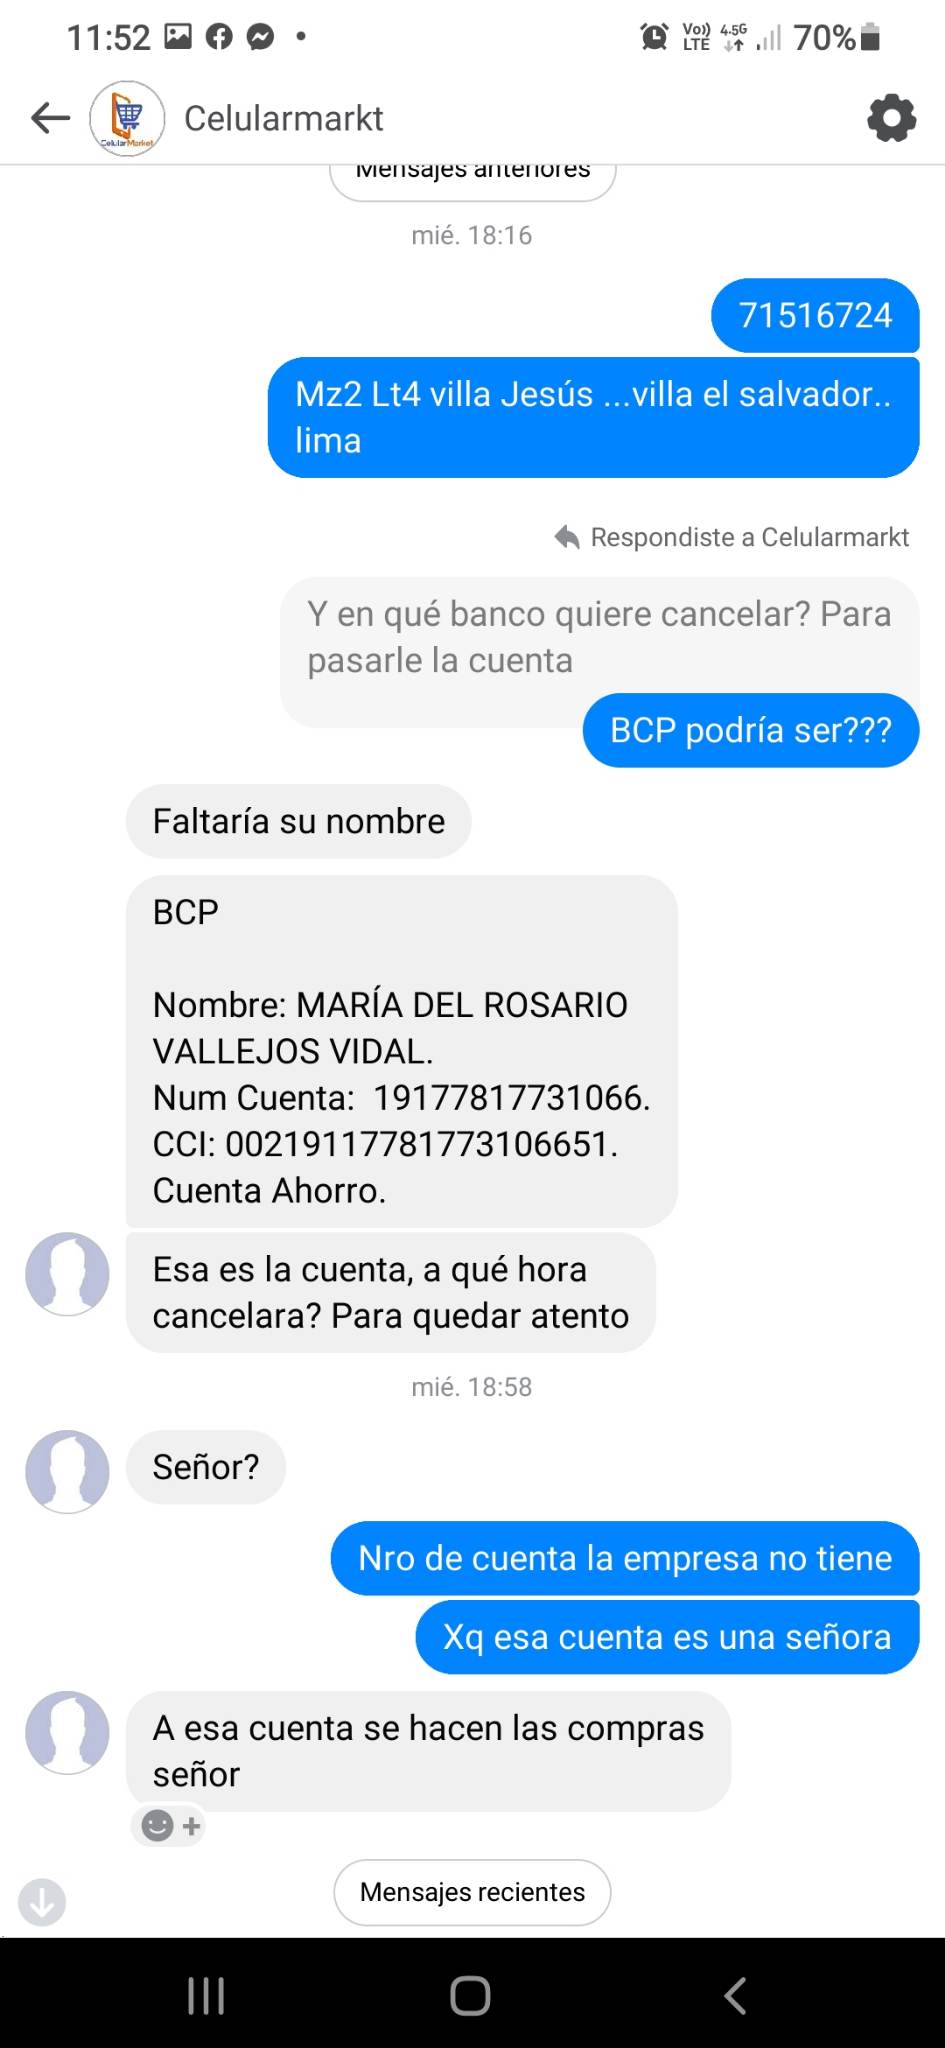 11:52
Vo)) LTE 4.5G 70%
Celularmarkt
CelularMarket
Mensajes anteriores
mié. 18:16
71516724
Mz2 Lt4 villa Jesús ...villa el salvador..
lima
Respondiste a Celularmarkt
Y en qué banco quiere cancelar? Para
pasarle la cuenta
BCP podría ser???
Faltaría su nombre
BCP
Nombre: MARÍA DEL ROSARIO
VALLEJOS VIDAL.
Num Cuenta: 19177817731066.
CCI: 00219117781773106651.
Cuenta Ahorro.
Esa es la cuenta, a qué hora
cancelara? Para quedar atento
mié. 18:58
Señor?
Nro de cuenta la empresa no tiene
Xq esa cuenta es una señora
A esa cuenta se hacen las compras
señor
Mensajes recientes